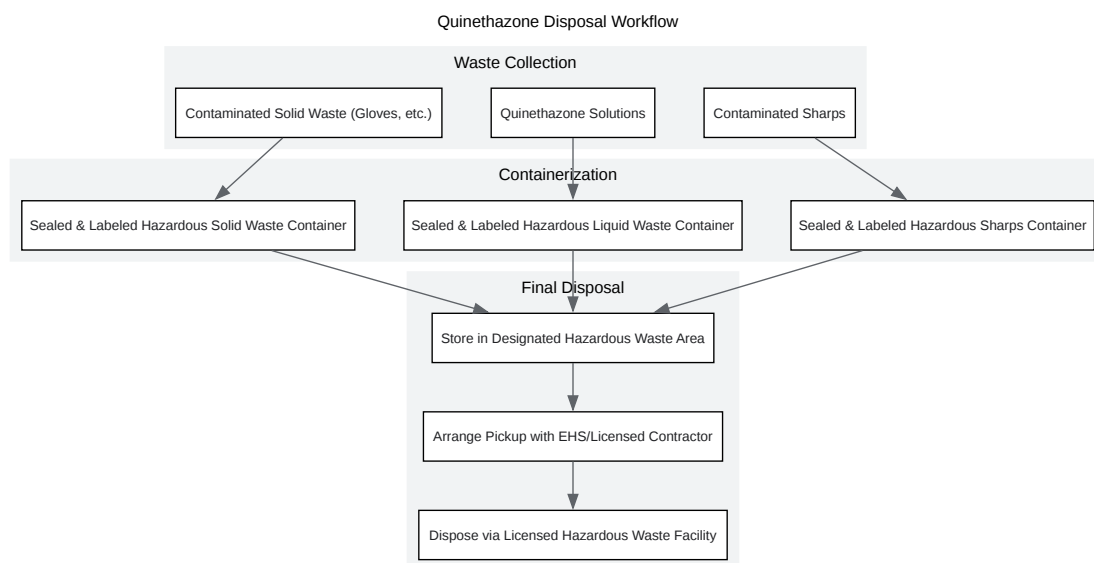 Quinethazone Disposal Workflow
Waste Collection
Contaminated Solid Waste (Gloves, etc.)
Quinethazone Solutions
Contaminated Sharps
Containerization
Sealed & Labeled Hazardous Solid Waste Container
Sealed & Labeled Hazardous Liquid Waste Container
Sealed & Labeled Hazardous Sharps Container
Final Disposal
Store in Designated Hazardous Waste Area
Arrange Pickup with EHS/Licensed Contractor
Dispose via Licensed Hazardous Waste Facility